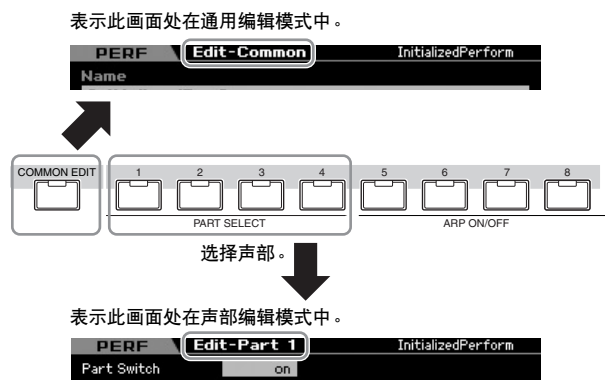 表示此画面处在通用编辑模式中。
PERF Edit-Common InitializedPerform
Name
COMMON EDIT 1 2 3 4 5 6 7 8
PART SELECT ARP ON/OFF
选择声部。
表示此画面处在声部编辑模式中。
PERF Edit-Part 1 InitializedPerform
Part Switch on